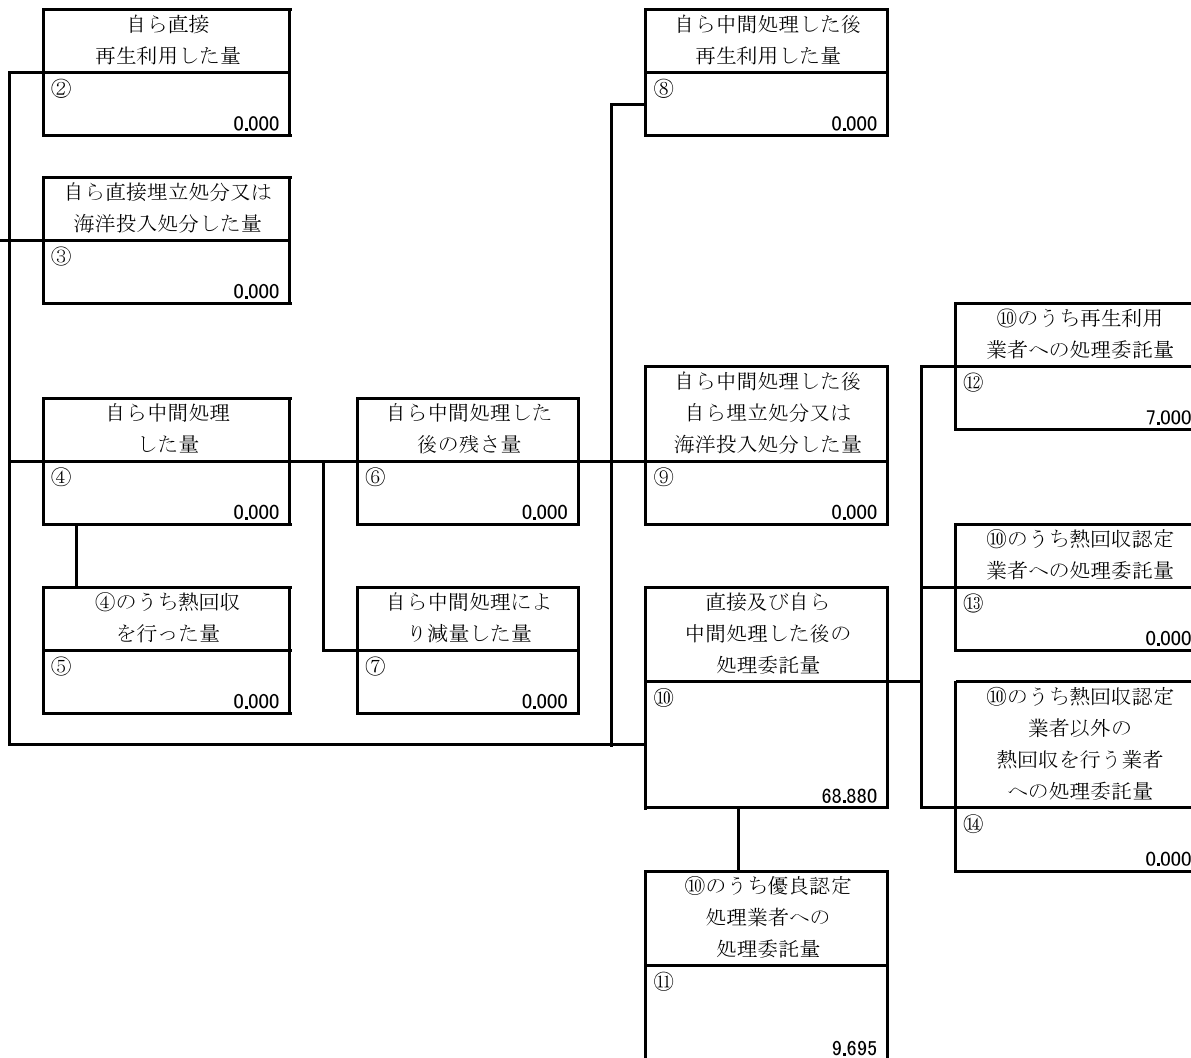 自ら直接
再生利用した量
②
0.000
自ら直接埋立処分又は
海洋投入処分した量
③
0.000
自ら中間処理
した量
④
0.000
④のうち熱回収
を行った量
⑤
0.000
自ら中間処理した
後の残さ量
⑥
0.000
自ら中間処理によ
り減量した量
⑦
0.000
自ら中間処理した後
再生利用した量
⑧
0.000
自ら中間処理した後
自ら埋立処分又は
海洋投入処分した量
⑨
0.000
直接及び自ら
中間処理した後の
処理委託量
⑩
68.880
⑩のうち優良認定
処理業者への
処理委託量
⑪
9.695
⑩のうち再生利用
業者への処理委託量
⑫
7.000
⑩のうち熱回収認定
業者への処理委託量
⑬
0.000
⑩のうち熱回収認定
業者以外の
熱回収を行う業者
への処理委託量
⑭
0.000